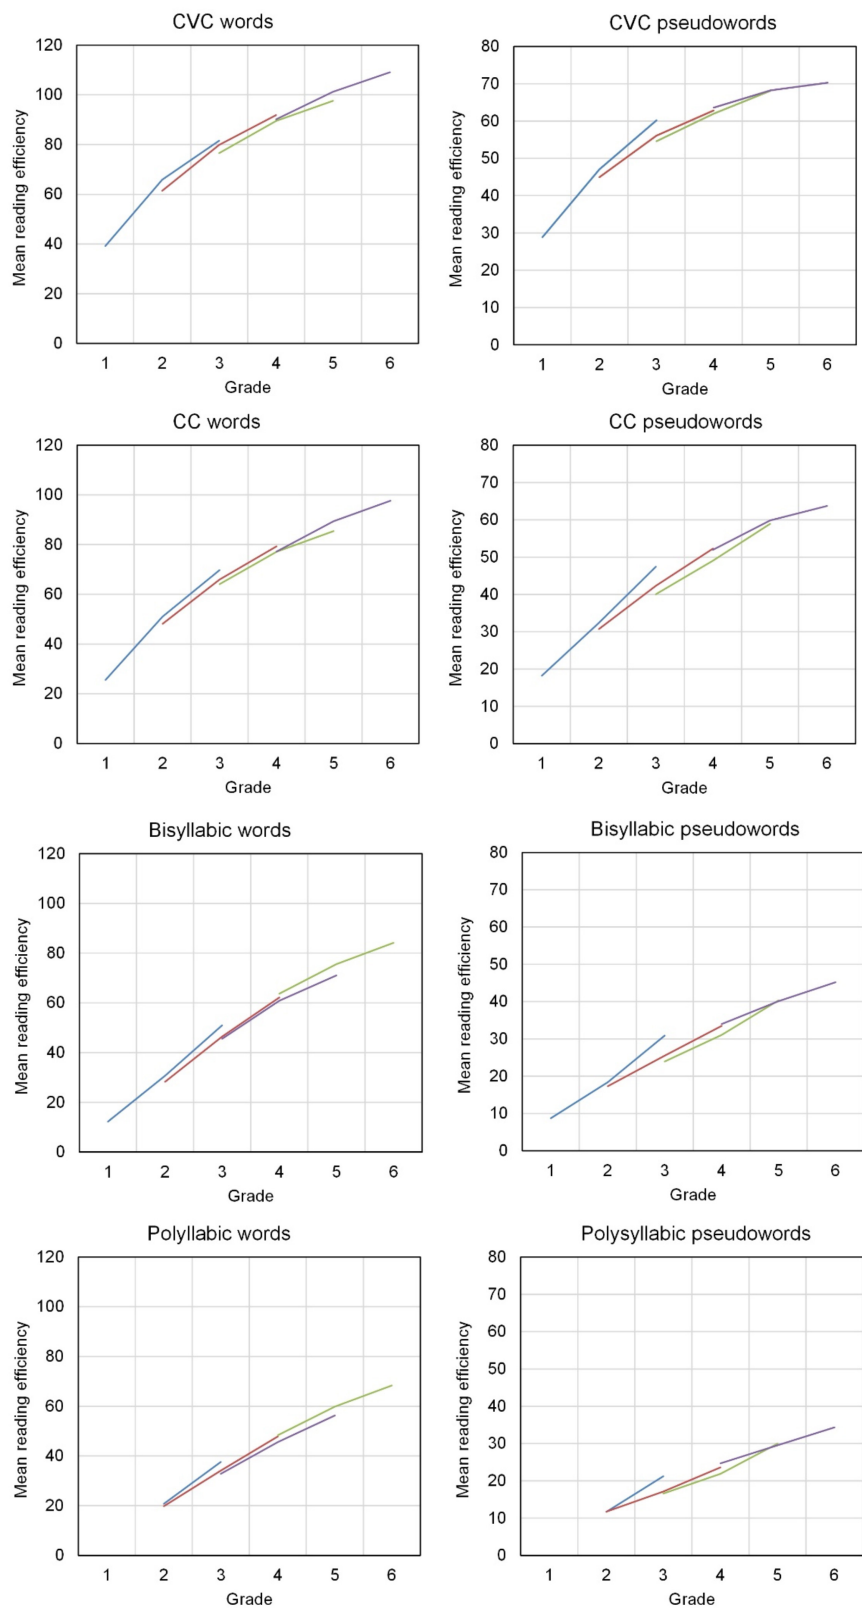 CVC words
120
100
80
60
40
20
0
Mean reading efficiency
1 2 3 4 5 6
Grade
CVC pseudowords
80
70
60
50
40
30
20
10
0
Mean reading efficiency
1 2 3 4 5 6
Grade
CC words
120
100
80
60
40
20
0
Mean reading efficiency
1 2 3 4 5 6
Grade
CC pseudowords
80
70
60
50
40
30
20
10
0
Mean reading efficiency
1 2 3 4 5 6
Grade
Bisyllabic words
120
100
80
60
40
20
0
Mean reading efficiency
1 2 3 4 5 6
Grade
Bisyllabic pseudowords
80
70
60
50
40
30
20
10
0
Mean reading efficiency
1 2 3 4 5 6
Grade
Polyllabic words
120
100
80
60
40
20
0
Mean reading efficiency
1 2 3 4 5 6
Grade
Polysyllabic pseudowords
80
70
60
50
40
30
20
10
0
Mean reading efficiency
1 2 3 4 5 6
Grade